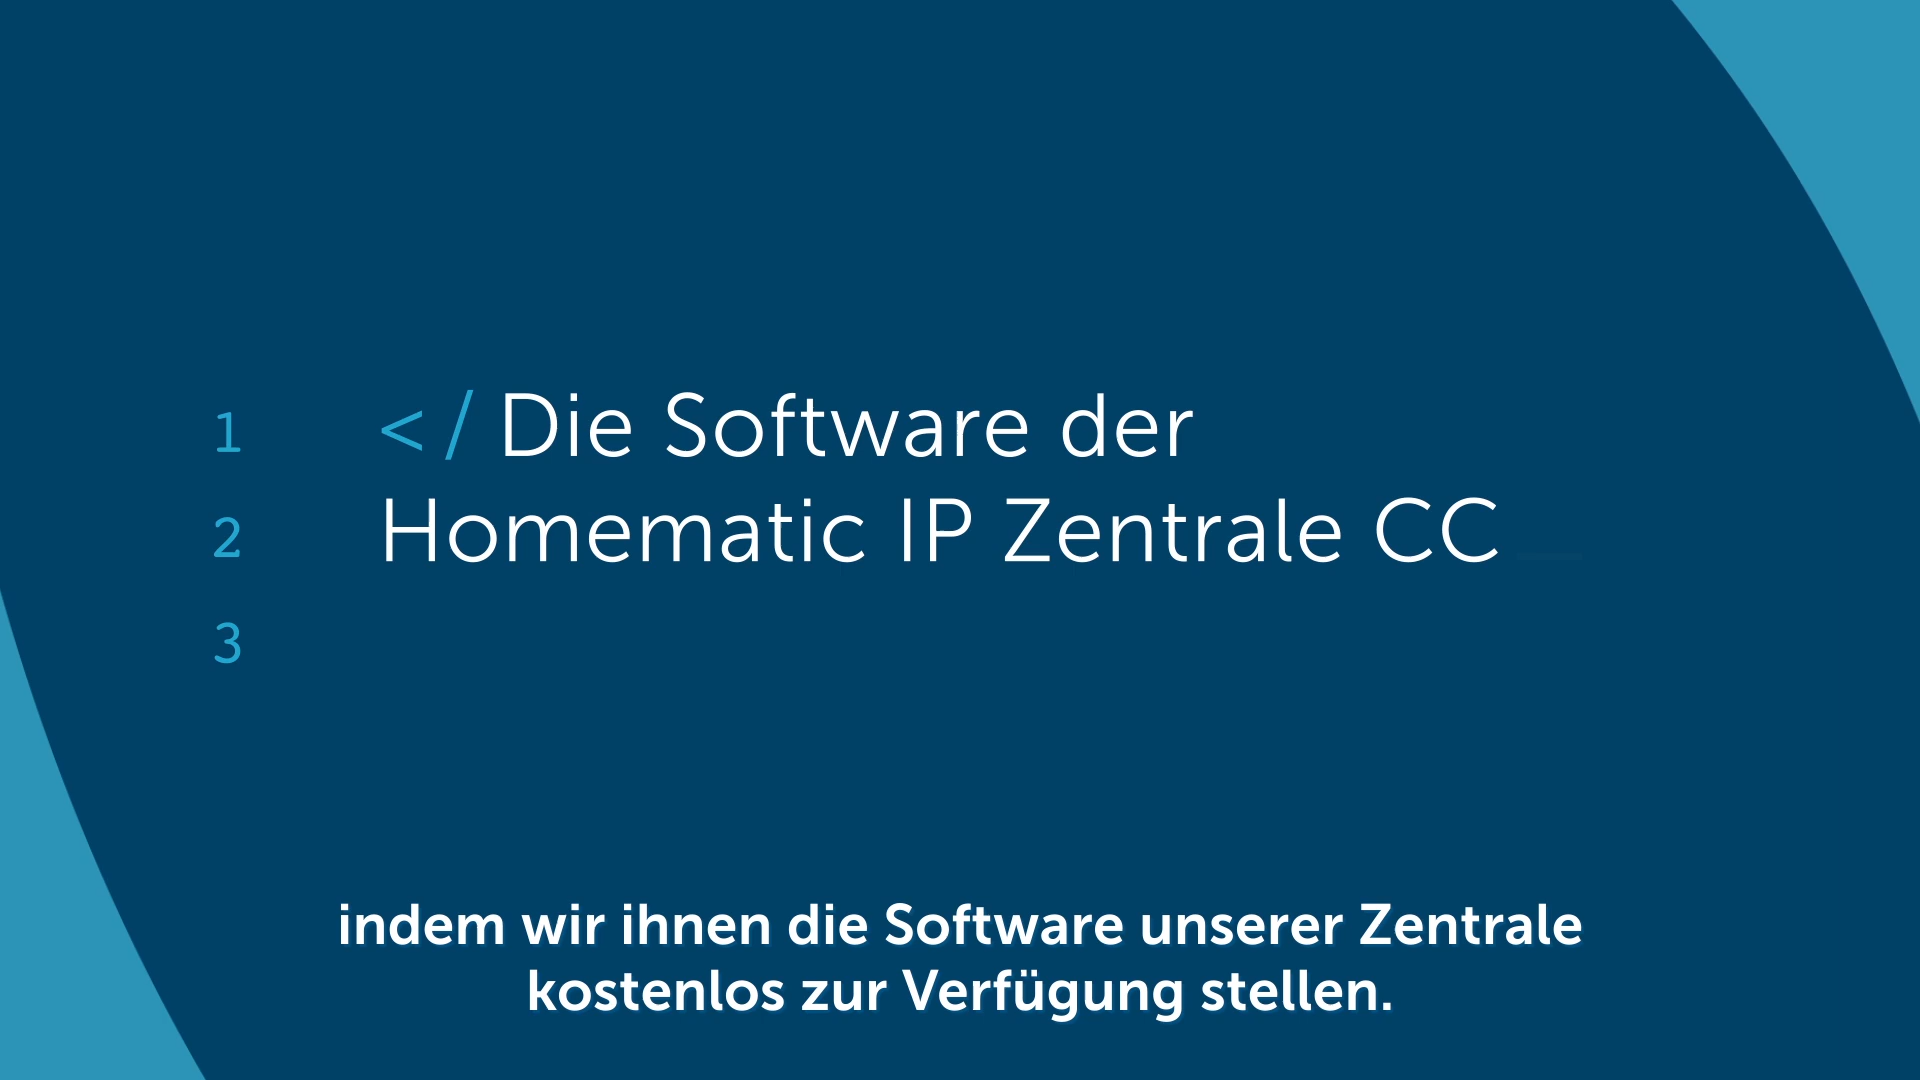 1 </ Die Software der
2 Homematic IP Zentrale CC
3
indem wir ihnen die Software unserer Zentrale
kostenlos zur Verfügung stellen.